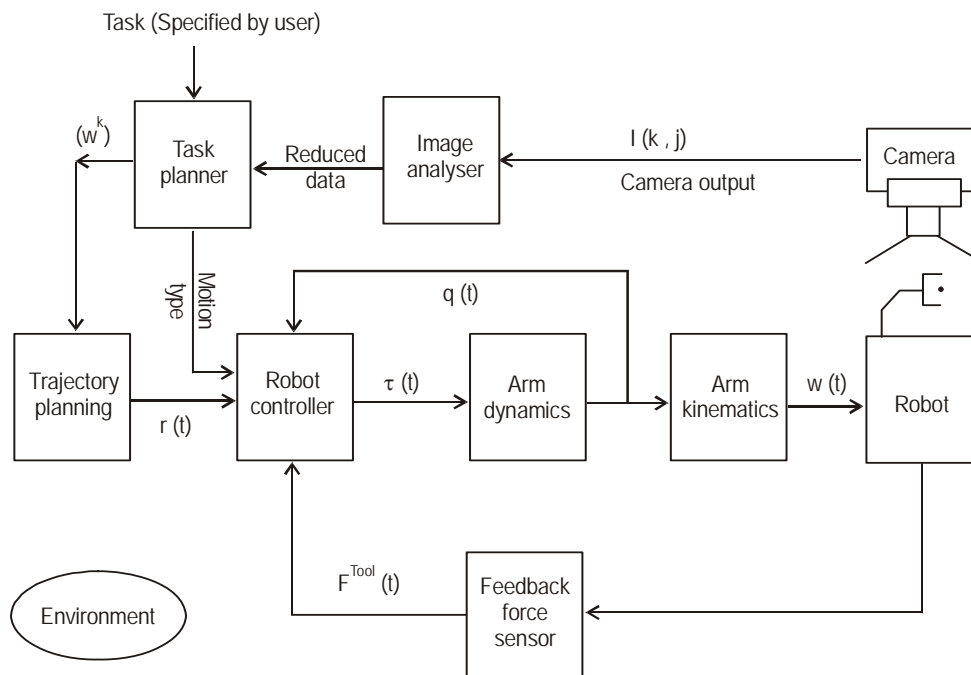 Task (Specified by user)
(w^k)
Task
planner
Reduced
data
Image
analyser
I (k , j)
Camera output
Camera
Motion
type
q (t)
Trajectory
planning
r (t)
Robot
controller
τ (t)
Arm
dynamics
Arm
kinematics
w (t)
Robot
Environment
F^Tool (t)
Feedback
force
sensor